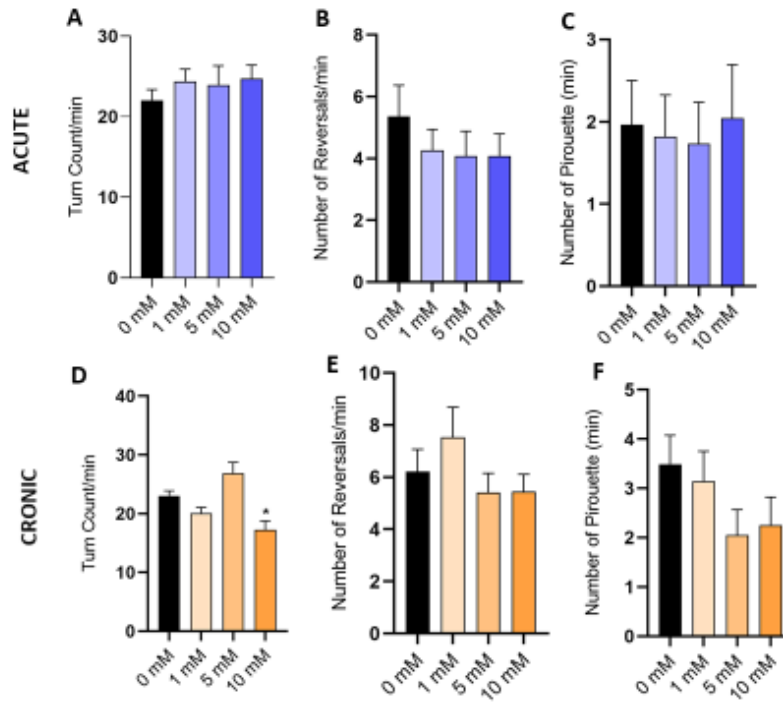 ACUTE
A
Turn Count/min
30
20
10
0
0 mM
1 mM
5 mM
10 mM
B
Number of Reversals/min
8
6
4
2
0
0 mM
1 mM
5 mM
10 mM
C
Number of Pirouette (min)
3
2
1
0
0 mM
1 mM
5 mM
10 mM
CRONIC
D
Turn Count/min
40
30
20
10
0
*
0 mM
1 mM
5 mM
10 mM
E
Number of Reversals/min
10
8
6
4
2
0
0 mM
1 mM
5 mM
10 mM
F
Number of Pirouette (min)
5
4
3
2
1
0
0 mM
1 mM
5 mM
10 mM